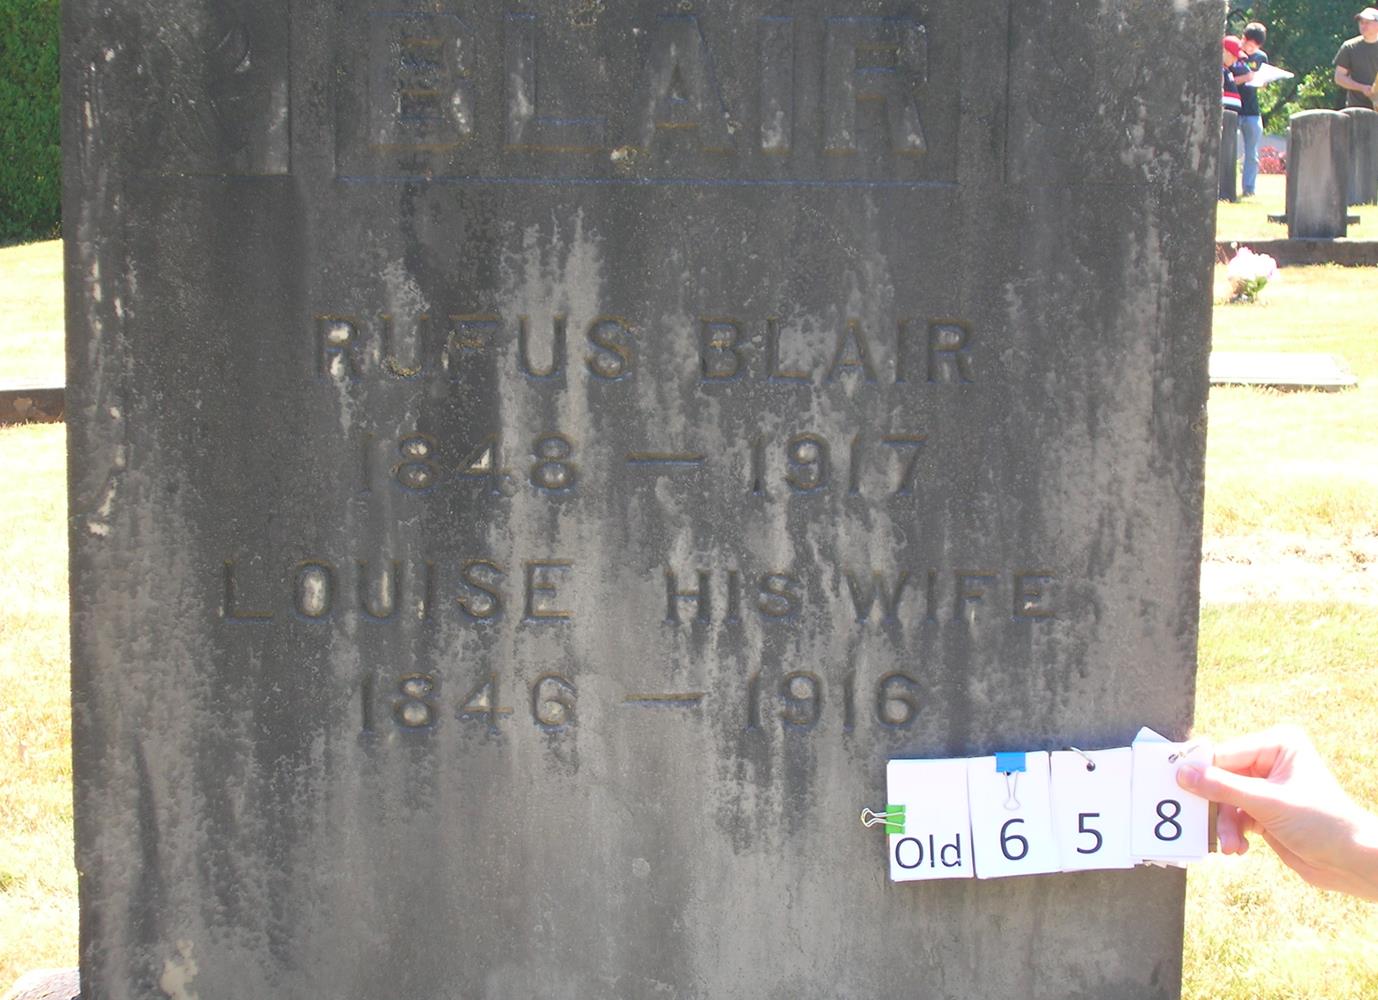 BLAIR
RUFUS BLAIR
1848 — 1917
LOUISE HIS WIFE
1846 — 1916
Old 6 5 8